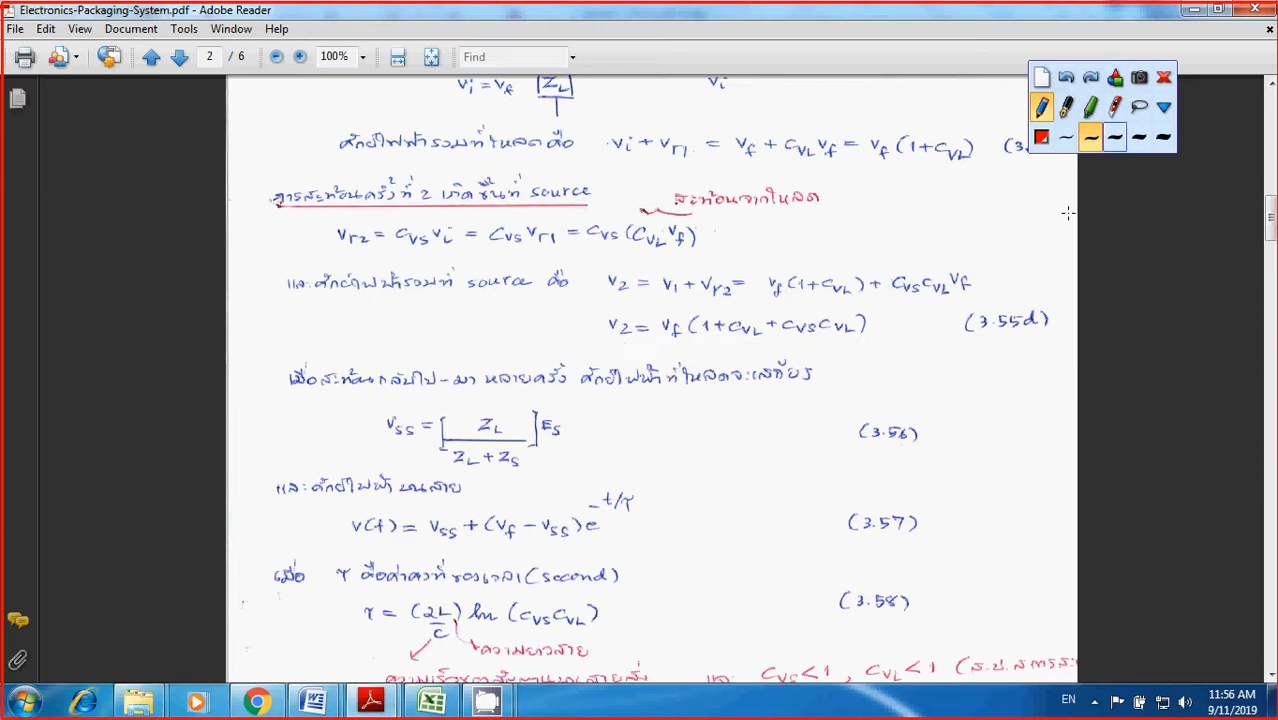 Electronics-Packaging-System.pdf - Adobe Reader
File Edit View Document Tools Window Help
2 / 6 100% Find
Vi = Vf ZL Vi
ศักย์ไฟฟ้ารวมที่โหลดคือ Vi + Vr1 = Vf + CVL Vf = Vf (1+CVL) (3.
การสะท้อนครั้งที่ 2 เกิดขึ้นที่ source
สะท้อนจากโหลด
Vr2 = CVS Vi = CVS Vr1 = CVS (CVL Vf)
และศักย์ไฟฟ้ารวมที่ source คือ V2 = V1 + Vr2 = Vf (1+CVL) + CVS CVL Vf
V2 = Vf (1+CVL + CVS CVL) (3.55d)
เมื่อสะท้อนกลับไป-มา หลายครั้ง ศักย์ไฟฟ้าที่โหลดจะเสถียร
VSS = [ ZL / ZL + ZS ] ES (3.56)
และศักย์ไฟฟ้าบนสาย
V(t) = VSS + (Vf - VSS) e -t/τ (3.57)
เมื่อ τ คือค่าคงที่ของเวลา (second)
τ = (2L/C) ln (CVS CVL) (3.58)
ความยาวสาย
และ CVS < 1 , CVL < 1 (ส.ป.ส การสะ
EN 11:56 AM
9/11/2019